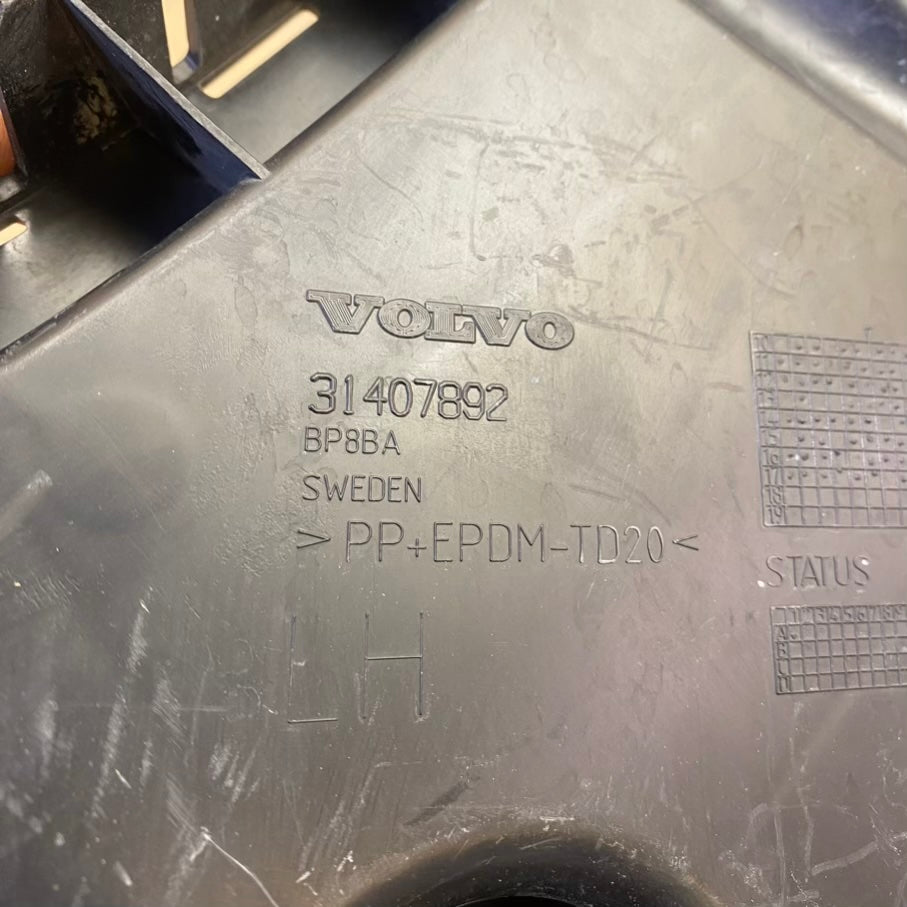 VOLVO
31407892
BP8BA
SWEDEN
>PP+EPDM-TD20<
LH
STATUS